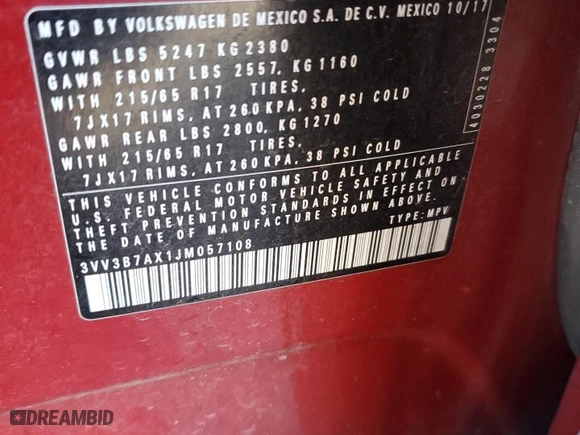 MFD BY VOLKSWAGEN DE MEXICO S.A. DE C.V. MEXICO 10/17
GVWR LBS 5247 KG 2380
GAWR FRONT LBS 2557, KG 1160
WITH 215/65 R17 TIRES,
7JX17 RIMS, AT 260 KPA, 38 PSI COLD
GAWR REAR LBS 2800, KG 1270
WITH 215/65 R17 TIRES,
7JX17 RIMS, AT 260 KPA, 38 PSI COLD
THIS VEHICLE CONFORMS TO ALL APPLICABLE
U.S. FEDERAL MOTOR VEHICLE SAFETY AND
THEFT PREVENTION STANDARDS IN EFFECT ON
THE DATE OF MANUFACTURE SHOWN ABOVE.
3VV3B7AX1JM057108 TYPE: MPV
4030228 3304
DREAMBID